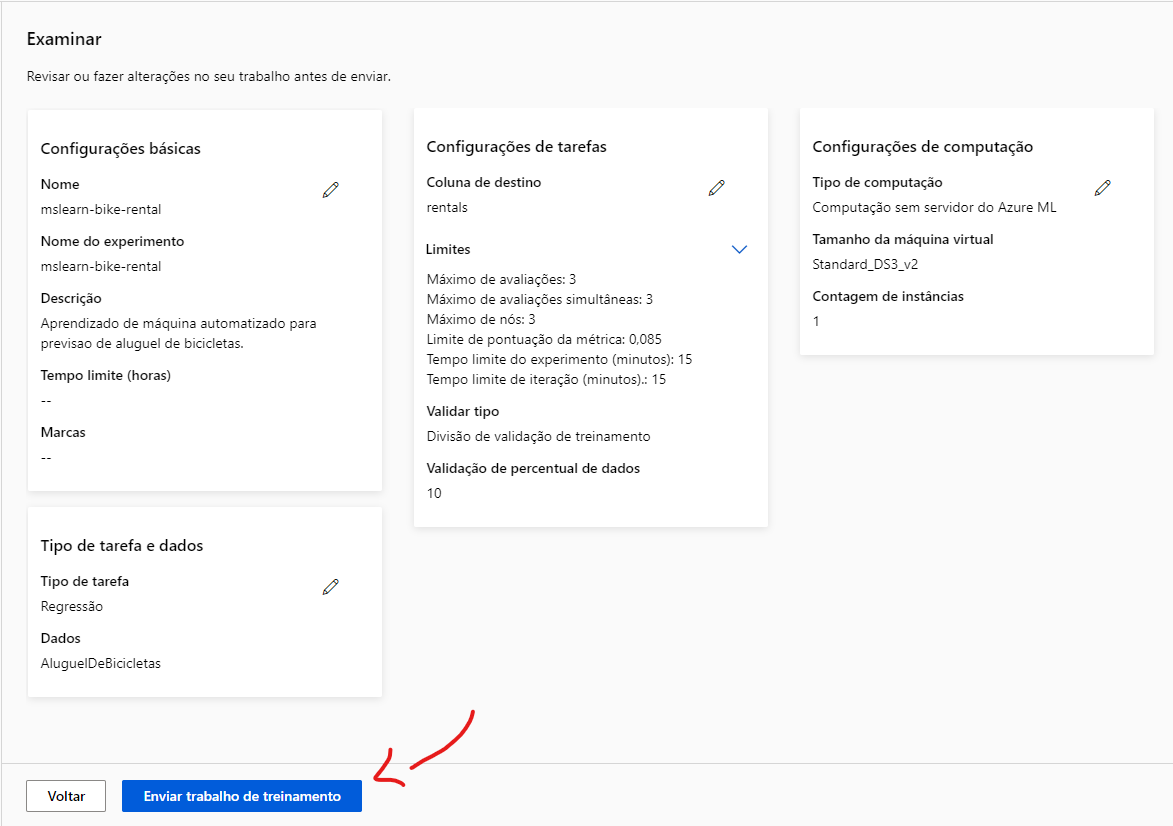 Examinar
Revisar ou fazer alterações no seu trabalho antes de enviar.
Configurações básicas
Nome
mslearn-bike-rental
Nome do experimento
mslearn-bike-rental
Descrição
Aprendizado de máquina automatizado para
previsao de aluguel de bicicletas.
Tempo limite (horas)
--
Marcas
--
Tipo de tarefa e dados
Tipo de tarefa
Regressão
Dados
AluguelDeBicicletas
Configurações de tarefas
Coluna de destino
rentals
Limites
Máximo de avaliações: 3
Máximo de avaliações simultâneas: 3
Máximo de nós: 3
Limite de pontuação da métrica: 0,085
Tempo limite do experimento (minutos): 15
Tempo limite de iteração (minutos).: 15
Validar tipo
Divisão de validação de treinamento
Validação de percentual de dados
10
Configurações de computação
Tipo de computação
Computação sem servidor do Azure ML
Tamanho da máquina virtual
Standard_DS3_v2
Contagem de instâncias
1
Voltar
Enviar trabalho de treinamento